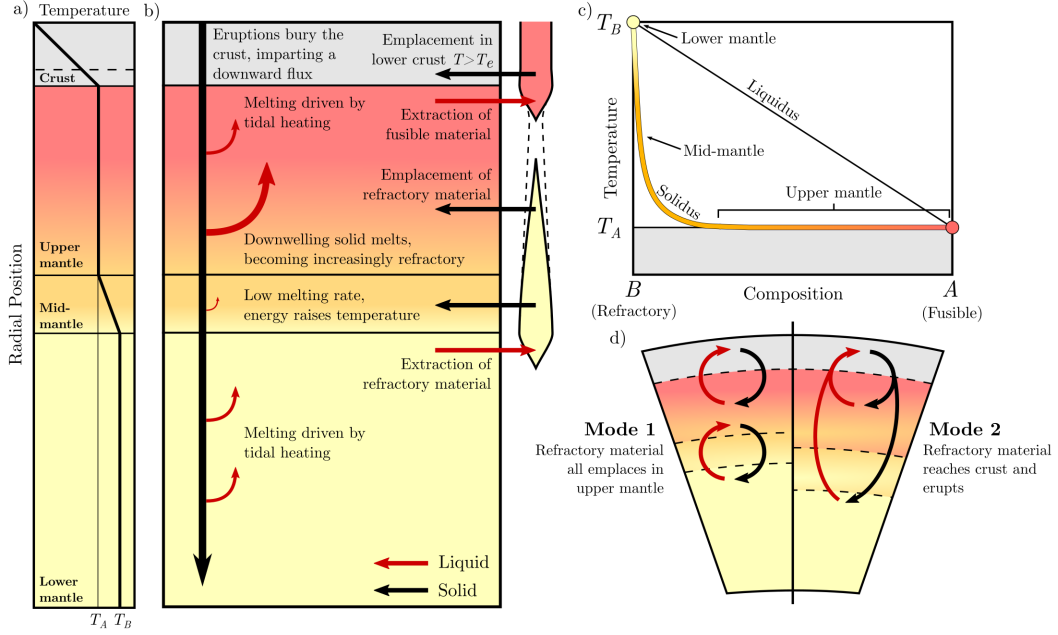 a)
Temperature
Radial Position
Crust
Upper
mantle
Mid-
mantle
Lower
mantle
T_A
T_B
b)
Eruptions bury the
crust, imparting a
downward flux
Emplacement in
lower crust T>T_e
Melting driven by
tidal heating
Extraction of
fusible material
Emplacement of
refractory material
Downwelling solid melts,
becoming increasingly refractory
Low melting rate,
energy raises temperature
Extraction of
refractory material
Melting driven by
tidal heating
Liquid
Solid
c)
T_B
Lower mantle
Liquidus
Temperature
Mid-mantle
Solidus
Upper mantle
T_A
B
Composition
A
(Refractory)
(Fusible)
d)
Mode 1
Refractory material
all emplaces in
upper mantle
Mode 2
Refractory material
reaches crust and
erupts